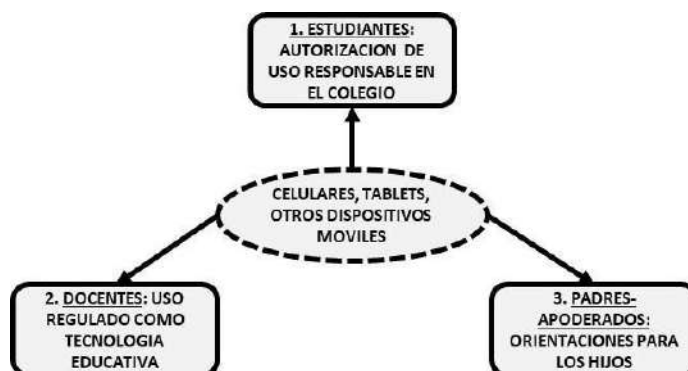 1. ESTUDIANTES:
AUTORIZACION DE
USO RESPONSABLE EN
EL COLEGIO
CELULARES, TABLETS,
OTROS DISPOSITIVOS
MOVILES
2. DOCENTES: USO
REGULADO COMO
TECNOLOGIA
EDUCATIVA
3. PADRES-
APODERADOS:
ORIENTACIONES PARA
LOS HIJOS